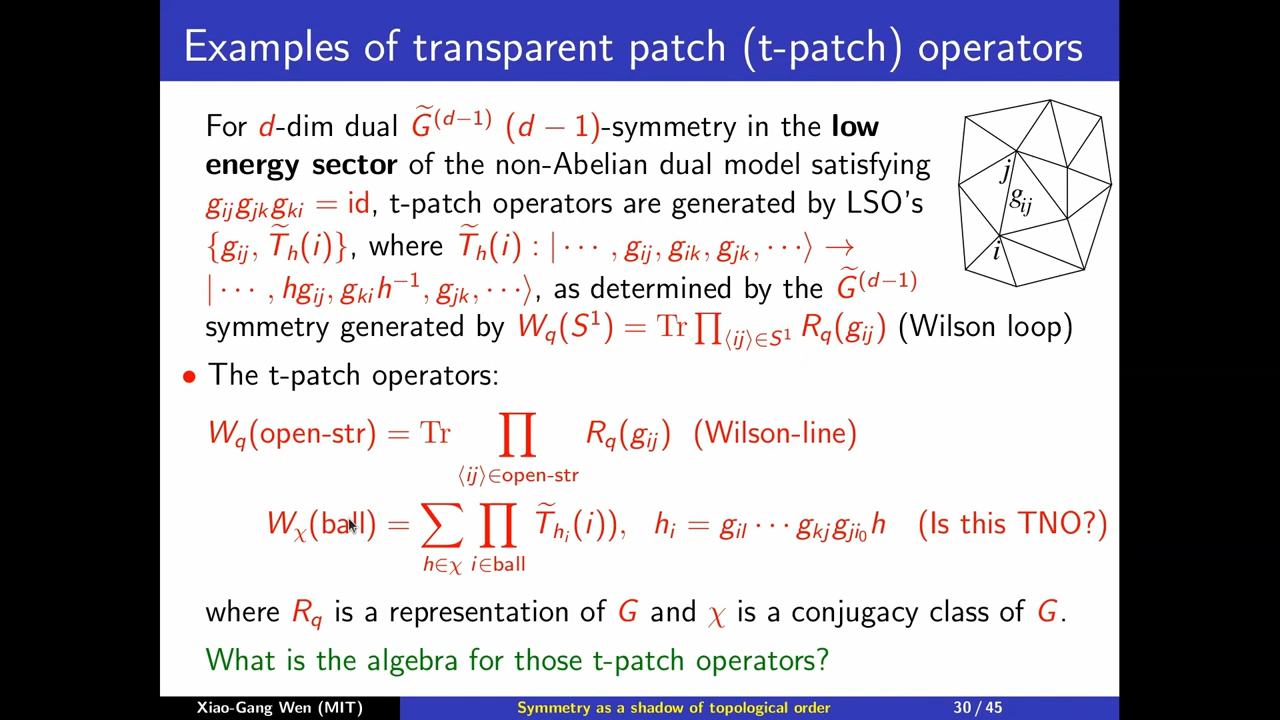 Examples of transparent patch (t-patch) operators
For d-dim dual G̃^(d−1) (d − 1)-symmetry in the low
energy sector of the non-Abelian dual model satisfying
g_ij g_jk g_ki = id, t-patch operators are generated by LSO's
{g_ij, T̃_h(i)}, where T̃_h(i) : | ··· , g_ij, g_ik, g_jk, ···⟩ →
| ··· , hg_ij, g_ki h^−1, g_jk, ···⟩, as determined by the G̃^(d−1)
symmetry generated by W_q(S^1) = Tr ∏_⟨ij⟩∈S^1 R_q(g_ij) (Wilson loop)
j
g_ij
i
• The t-patch operators:
W_q(open-str) = Tr ∏_⟨ij⟩∈open-str R_q(g_ij) (Wilson-line)
W_χ(ball) = ∑_h∈χ ∏_i∈ball T̃_h_i(i)), h_i = g_il ··· g_kj g_ji_0 h (Is this TNO?)
where R_q is a representation of G and χ is a conjugacy class of G.
What is the algebra for those t-patch operators?
Xiao-Gang Wen (MIT) Symmetry as a shadow of topological order 30 / 45